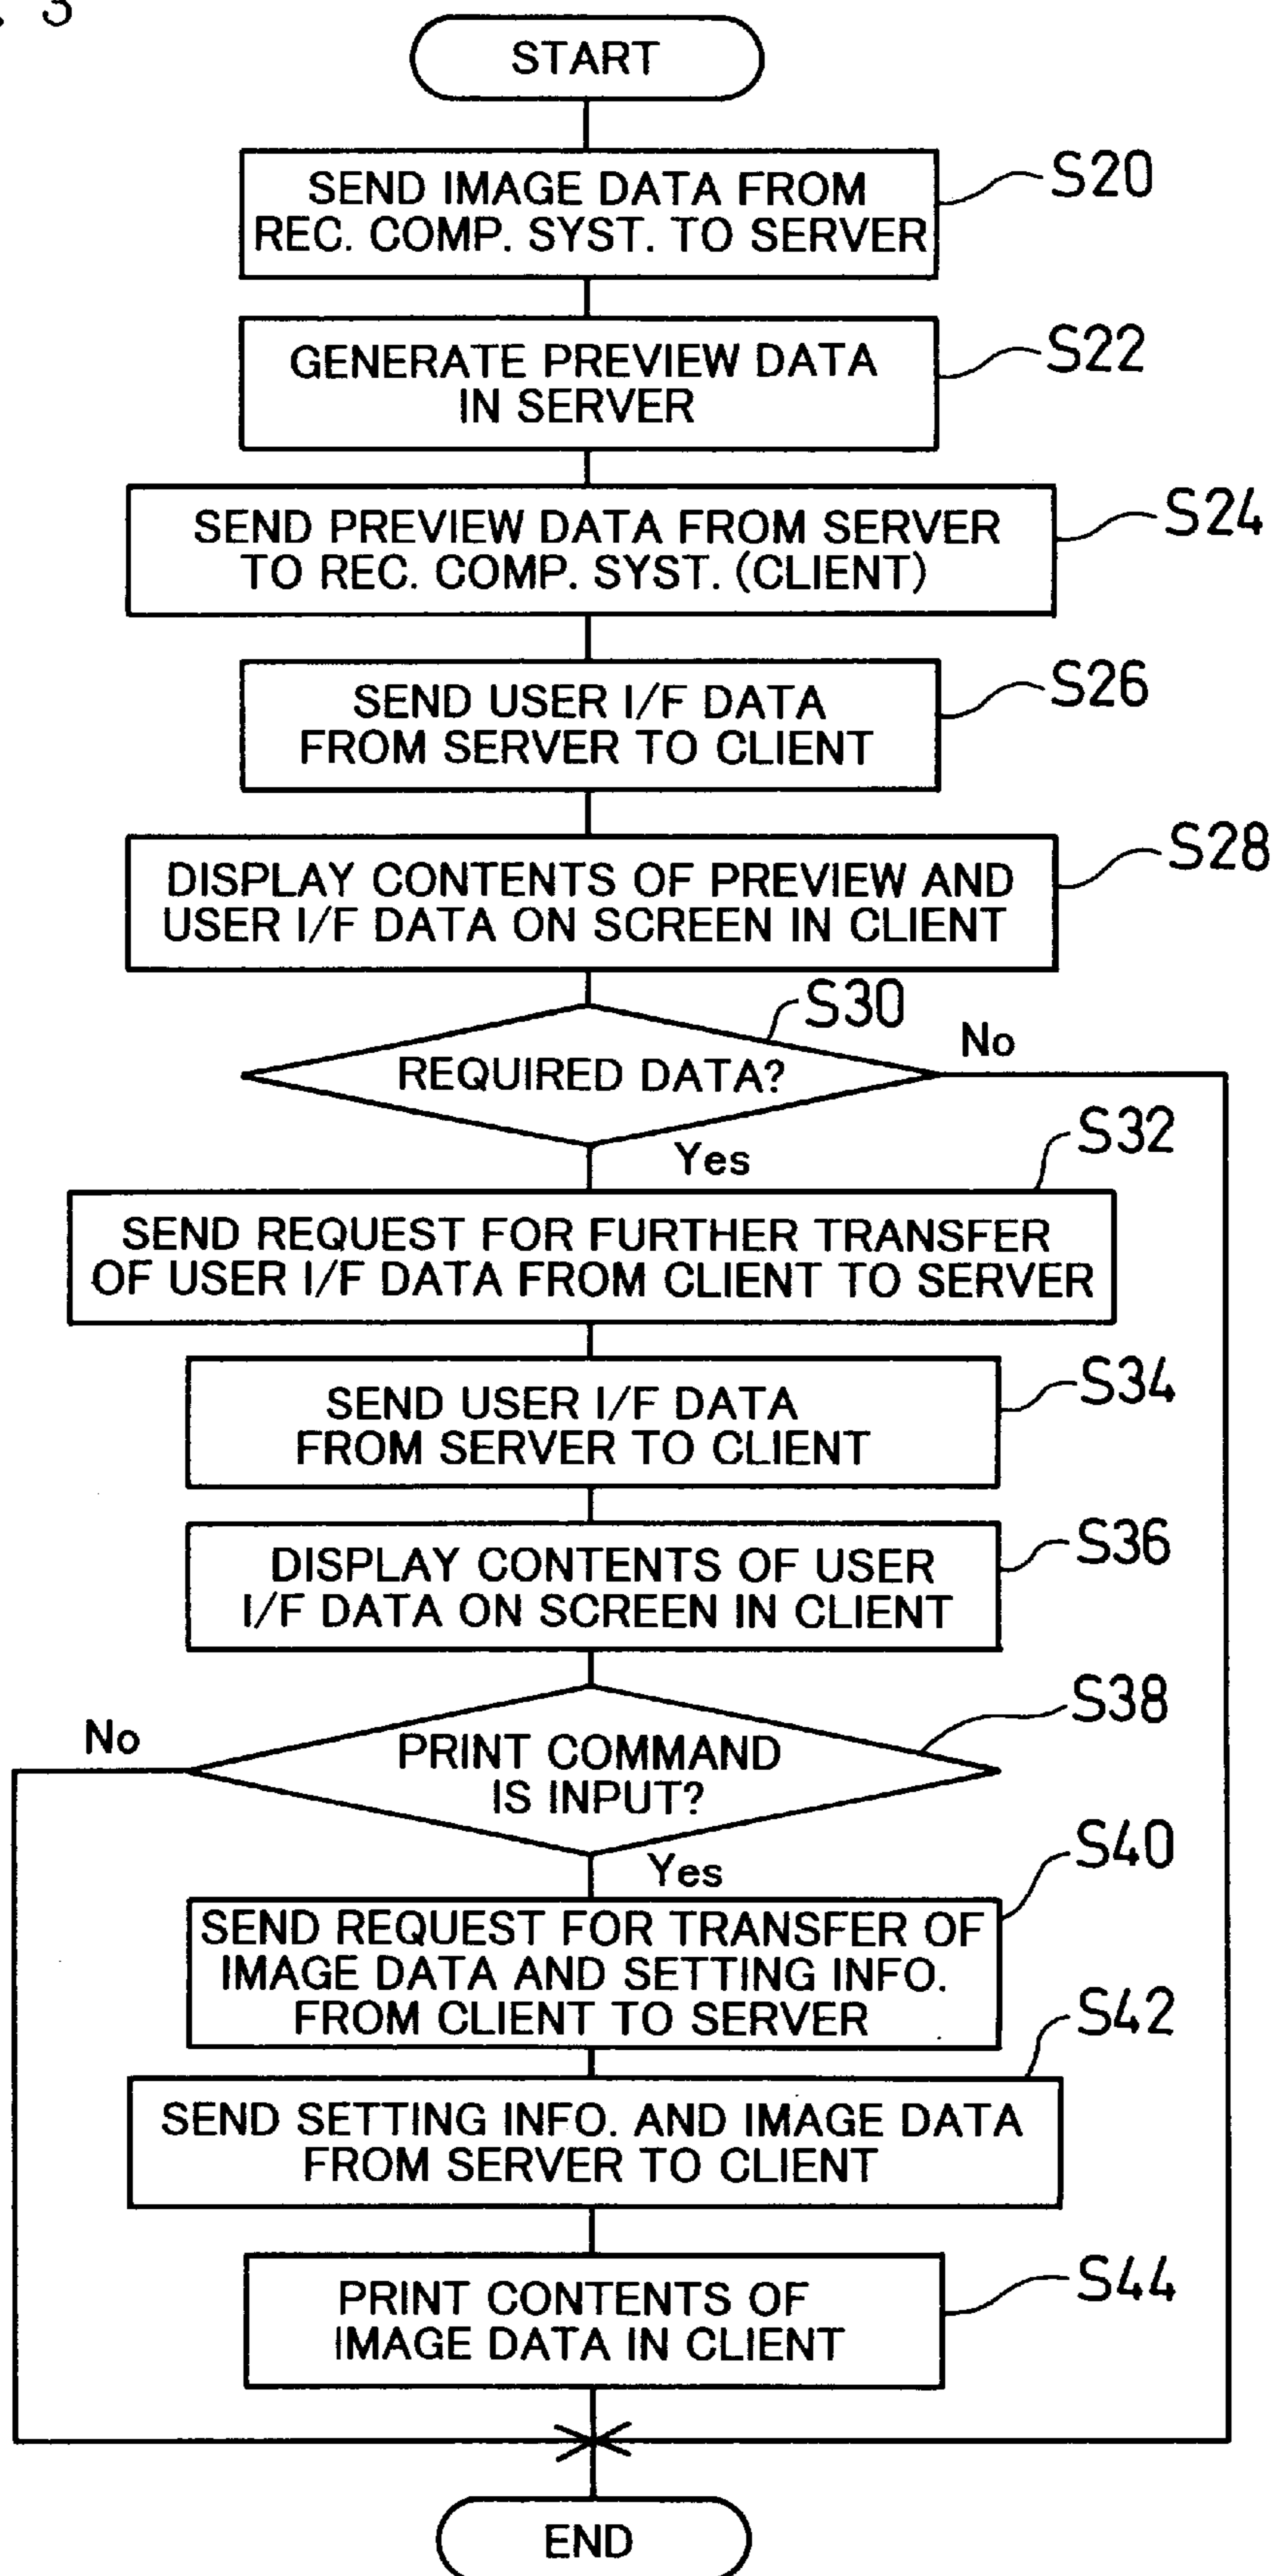 . 3
START
SEND IMAGE DATA FROM
REC. COMP. SYST. TO SERVER
S20
GENERATE PREVIEW DATA
IN SERVER
S22
SEND PREVIEW DATA FROM SERVER
TO REC. COMP. SYST. (CLIENT)
S24
SEND USER I/F DATA
FROM SERVER TO CLIENT
S26
DISPLAY CONTENTS OF PREVIEW AND
USER I/F DATA ON SCREEN IN CLIENT
S28
REQUIRED DATA?
S30
No
Yes
SEND REQUEST FOR FURTHER TRANSFER
OF USER I/F DATA FROM CLIENT TO SERVER
S32
SEND USER I/F DATA
FROM SERVER TO CLIENT
S34
DISPLAY CONTENTS OF USER
I/F DATA ON SCREEN IN CLIENT
S36
PRINT COMMAND
IS INPUT?
S38
No
Yes
SEND REQUEST FOR TRANSFER OF
IMAGE DATA AND SETTING INFO.
FROM CLIENT TO SERVER
S40
SEND SETTING INFO. AND IMAGE DATA
FROM SERVER TO CLIENT
S42
PRINT CONTENTS OF
IMAGE DATA IN CLIENT
S44
END